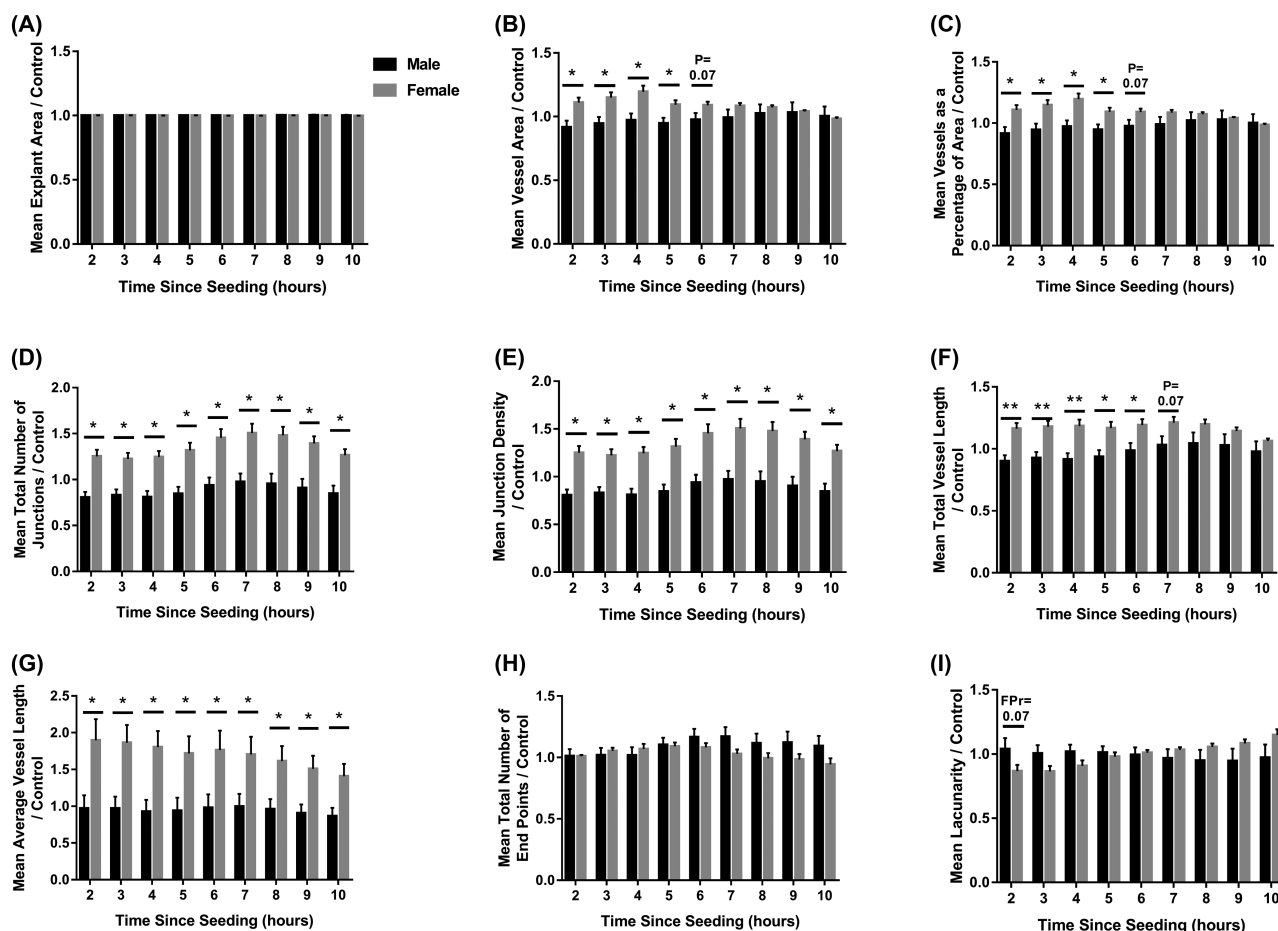 (A)
Mean Explant Area / Control
1.5
1.0
0.5
0.0
2 3 4 5 6 7 8 9 10
Time Since Seeding (hours)
Male
Female
(B)
Mean Vessel Area / Control
1.5
1.0
0.5
0.0
* * * *
P=
0.07
2 3 4 5 6 7 8 9 10
Time Since Seeding (hours)
(C)
Mean Vessels as a
Percentage of Area / Control
1.5
1.0
0.5
0.0
* * * *
P=
0.07
2 3 4 5 6 7 8 9 10
Time Since Seeding (hours)
(D)
Mean Total Number of
Junctions / Control
2.0
1.5
1.0
0.5
0.0
* * * * * * * * *
2 3 4 5 6 7 8 9 10
Time Since Seeding (hours)
(E)
Mean Junction Density
/ Control
2.0
1.5
1.0
0.5
0.0
* * * * * * * * *
2 3 4 5 6 7 8 9 10
Time Since Seeding (hours)
(F)
Mean Total Vessel Length
/ Control
1.5
1.0
0.5
0.0
** ** ** * *
P=
0.07
2 3 4 5 6 7 8 9 10
Time Since Seeding (hours)
(G)
Mean Average Vessel Length
/ Control
2.5
2.0
1.5
1.0
0.5
0.0
* * * * * * * * *
2 3 4 5 6 7 8 9 10
Time Since Seeding (hours)
(H)
Mean Total Number of
End Points / Control
1.5
1.0
0.5
0.0
2 3 4 5 6 7 8 9 10
Time Since Seeding (hours)
(I)
Mean Lacunarity / Control
1.5
1.0
0.5
0.0
FPr=
0.07
2 3 4 5 6 7 8 9 10
Time Since Seeding (hours)